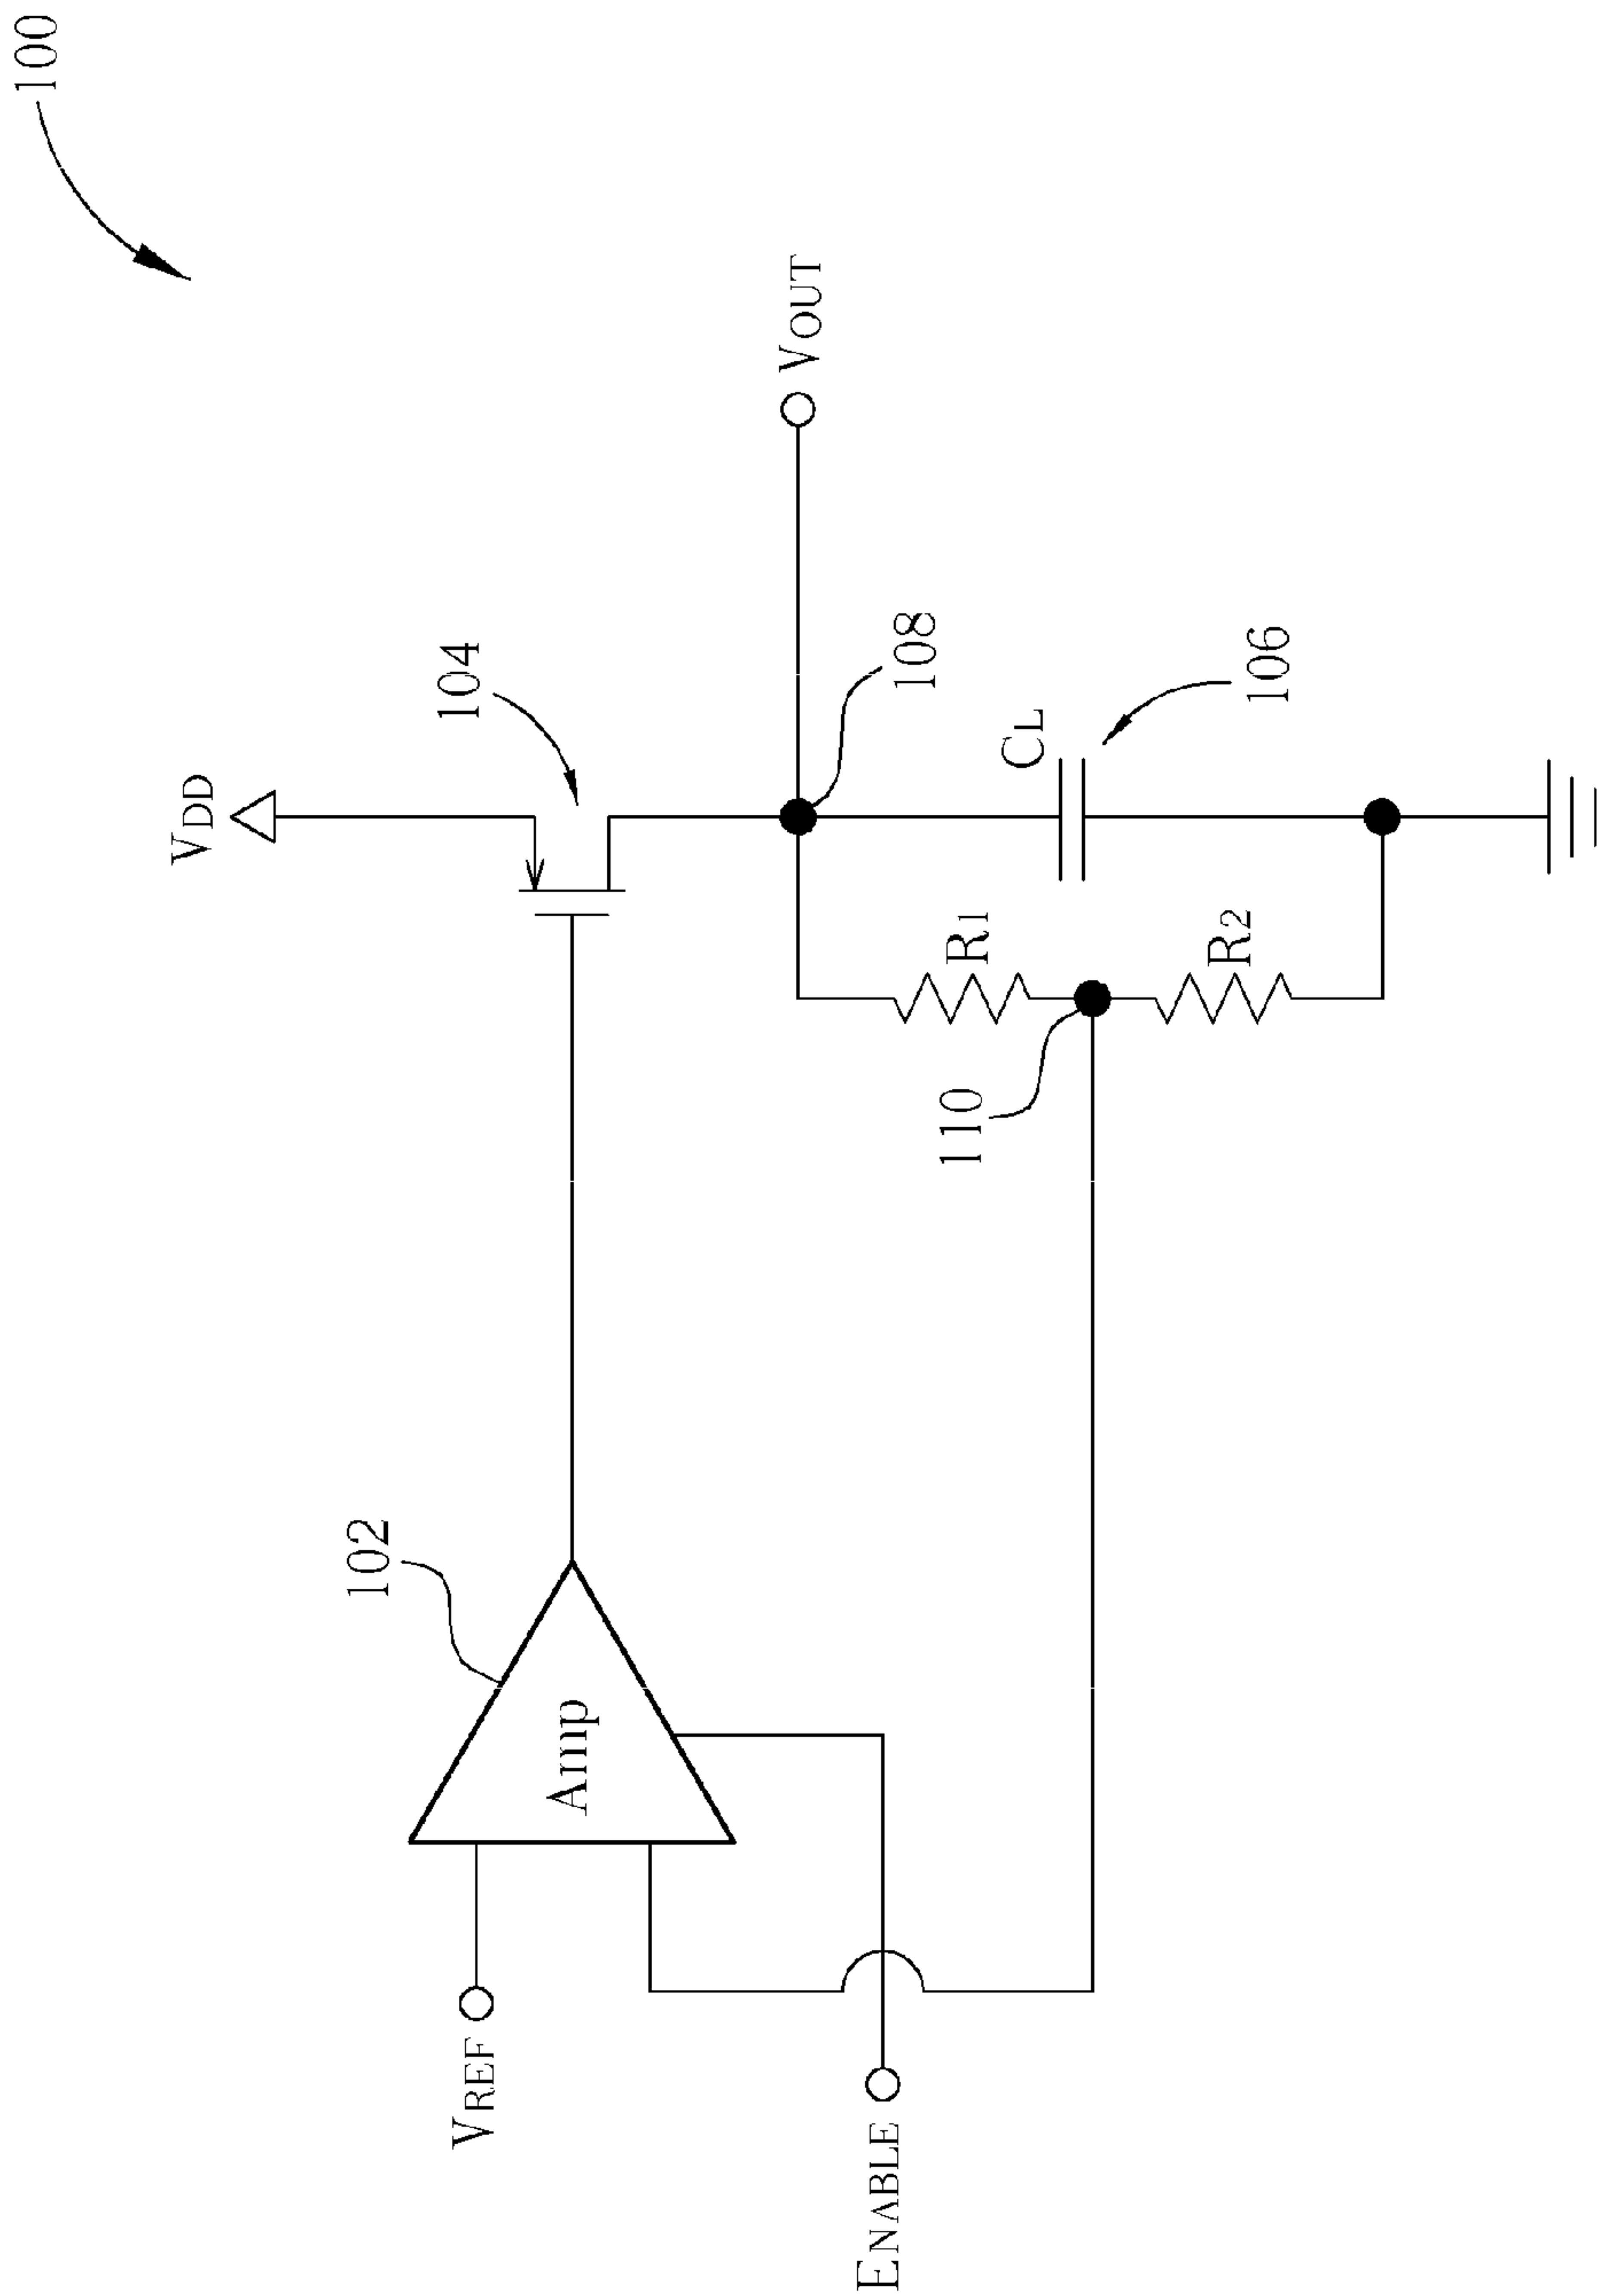 100
VDD
104
VOUT
108
CL
106
R1
R2
110
102
Amp
VREF
ENABLE